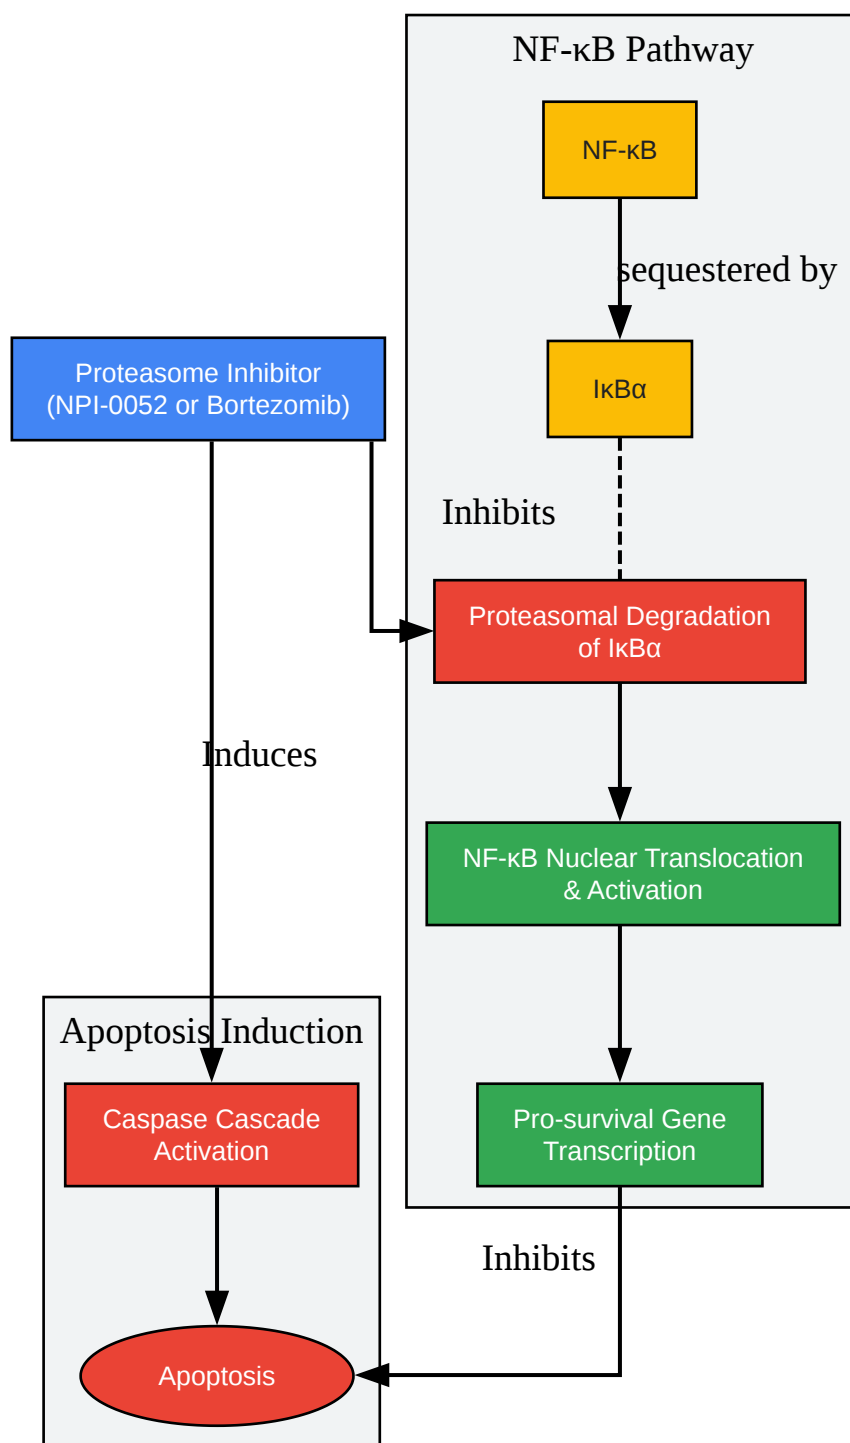 NF-κB Pathway
NF-κB
sequestered by
Proteasome Inhibitor
(NPI-0052 or Bortezomib)
IκBα
Inhibits
Proteasomal Degradation
of IκBα
Induces
NF-κB Nuclear Translocation
& Activation
Apoptosis Induction
Caspase Cascade
Activation
Pro-survival Gene
Transcription
Inhibits
Apoptosis